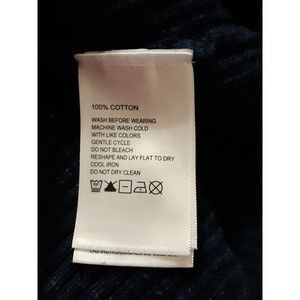 100% COTTON
WASH BEFORE WEARING
MACHINE WASH COLD
WITH LIKE COLORS
GENTLE CYCLE
DO NOT BLEACH
RESHAPE AND LAY FLAT TO DRY
COOL IRON
DO NOT DRY CLEAN